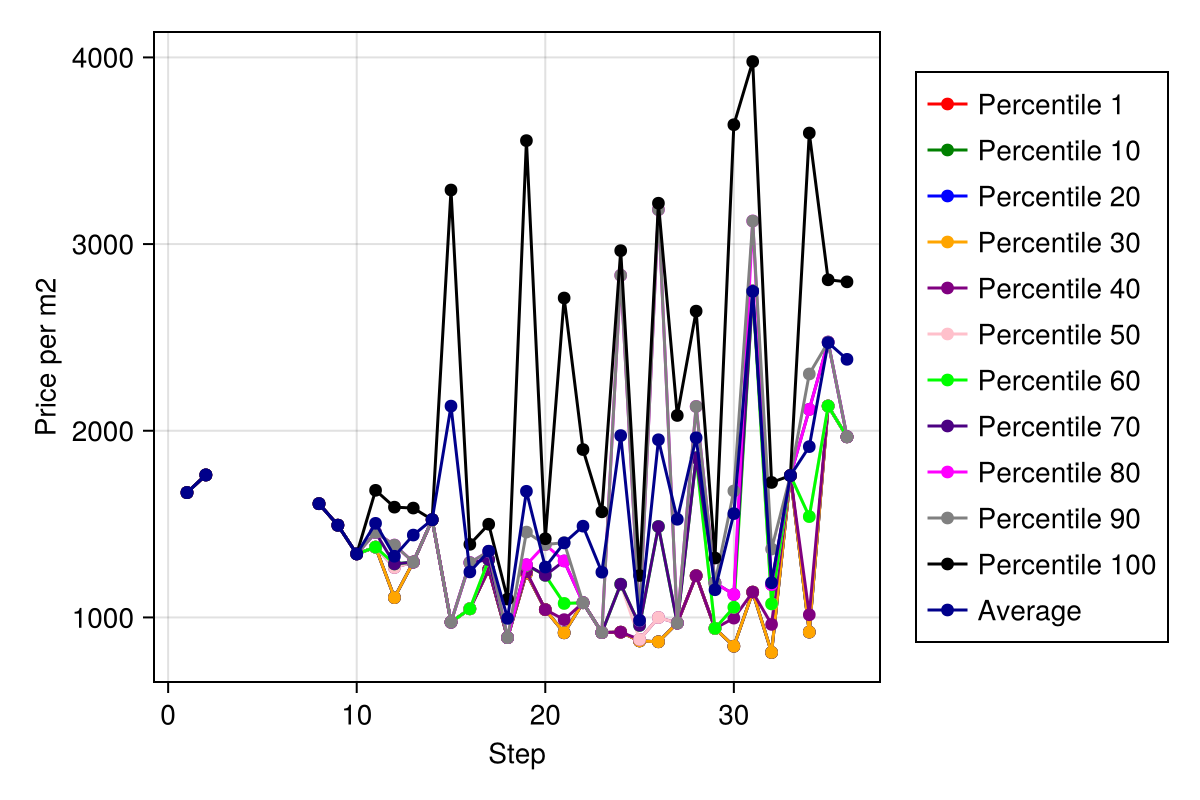 4000
3000
2000
1000
Price per m2
0 10 20 30
Step
Percentile 1
Percentile 10
Percentile 20
Percentile 30
Percentile 40
Percentile 50
Percentile 60
Percentile 70
Percentile 80
Percentile 90
Percentile 100
Average